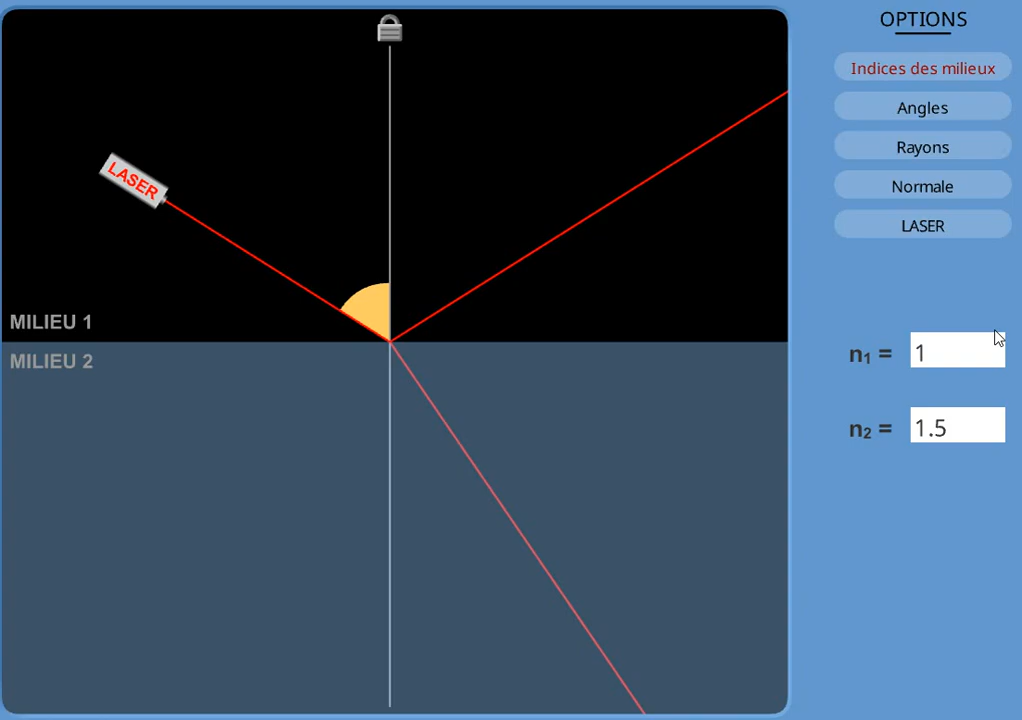 OPTIONS
Indices des milieux
Angles
Rayons
Normale
LASER
LASER
MILIEU 1
MILIEU 2
n₁ = 1
n₂ = 1.5